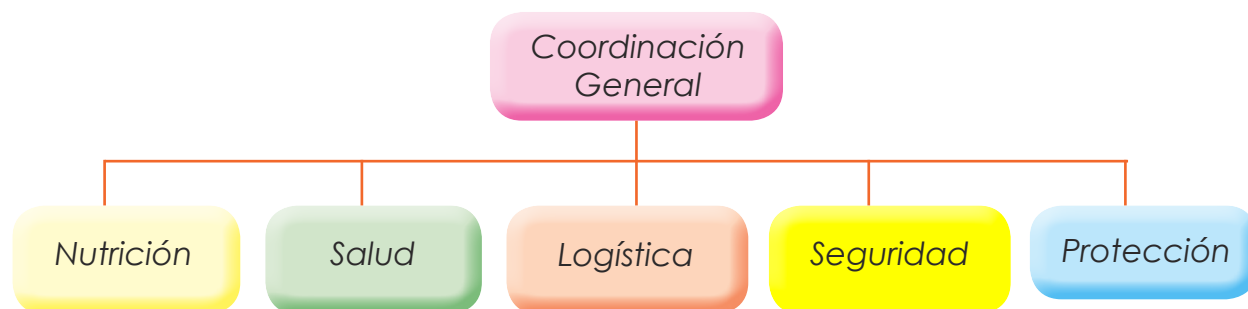 Coordinación
General
Nutrición
Salud
Logística
Seguridad
Protección